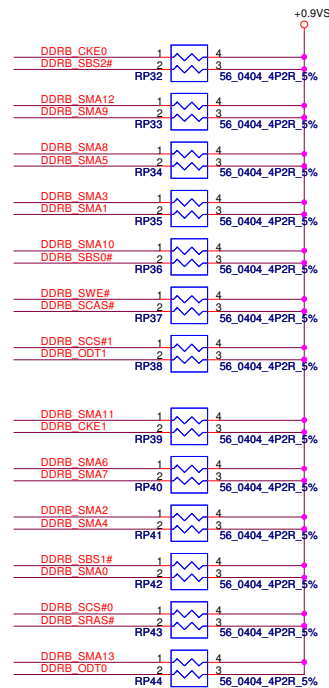 +0.9VS
DDRB_CKE0 1 4
DDRB_SBS2# 2 3
RP32 56_0404_4P2R_5%
DDRB_SMA12 1 4
DDRB_SMA9 2 3
RP33 56_0404_4P2R_5%
DDRB_SMA8 1 4
DDRB_SMA5 2 3
RP34 56_0404_4P2R_5%
DDRB_SMA3 1 4
DDRB_SMA1 2 3
RP35 56_0404_4P2R_5%
DDRB_SMA10 1 4
DDRB_SBS0# 2 3
RP36 56_0404_4P2R_5%
DDRB_SWE# 1 4
DDRB_SCAS# 2 3
RP37 56_0404_4P2R_5%
DDRB_SCS#1 1 4
DDRB_ODT1 2 3
RP38 56_0404_4P2R_5%
DDRB_SMA11 1 4
DDRB_CKE1 2 3
RP39 56_0404_4P2R_5%
DDRB_SMA6 1 4
DDRB_SMA7 2 3
RP40 56_0404_4P2R_5%
DDRB_SMA2 1 4
DDRB_SMA4 2 3
RP41 56_0404_4P2R_5%
DDRB_SBS1# 1 4
DDRB_SMA0 2 3
RP42 56_0404_4P2R_5%
DDRB_SCS#0 1 4
DDRB_SRAS# 2 3
RP43 56_0404_4P2R_5%
DDRB_SMA13 1 4
DDRB_ODT0 2 3
RP44 56_0404_4P2R_5%